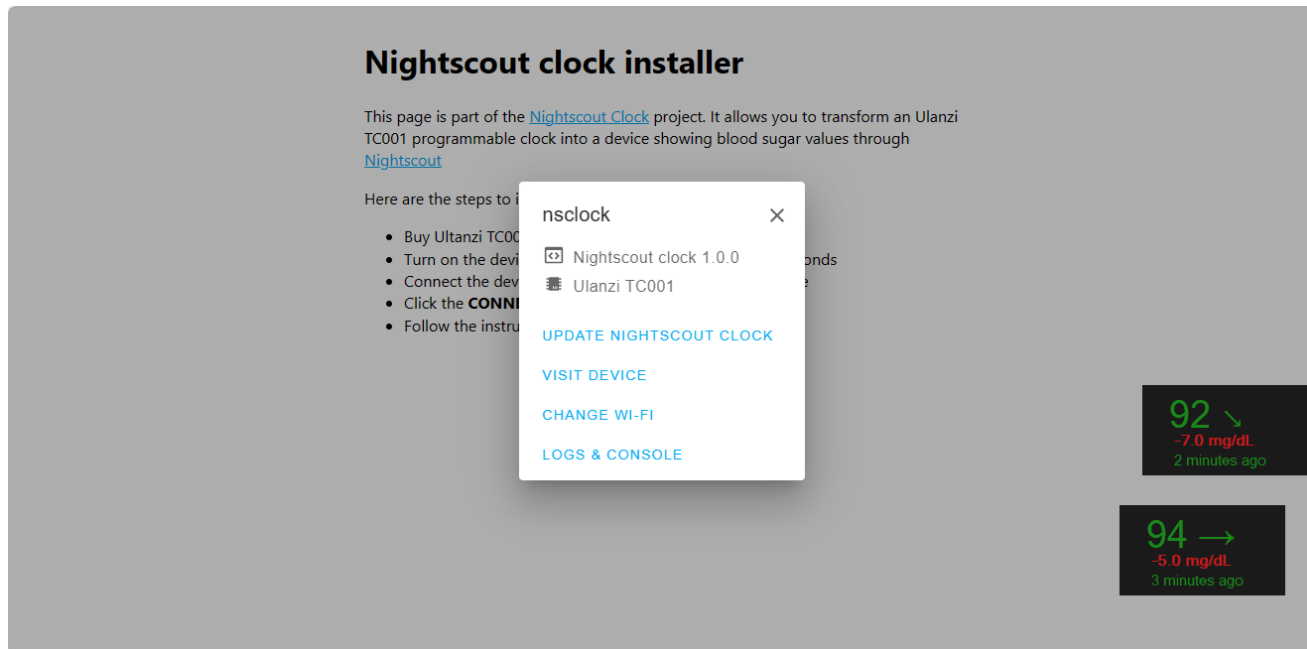 Nightscout clock installer
This page is part of the Nightscout Clock project. It allows you to transform an Ulanzi
TC001 programmable clock into a device showing blood sugar values through
Nightscout
Here are the steps to i
• Buy Ultanzi TC00
• Turn on the devi
onds
• Connect the dev
e
• Click the CONNE
• Follow the instru
nsclock
Nightscout clock 1.0.0
Ulanzi TC001
UPDATE NIGHTSCOUT CLOCK
VISIT DEVICE
CHANGE WI-FI
LOGS & CONSOLE
92 ↘
-7.0 mg/dL
2 minutes ago
94 →
-5.0 mg/dL
3 minutes ago